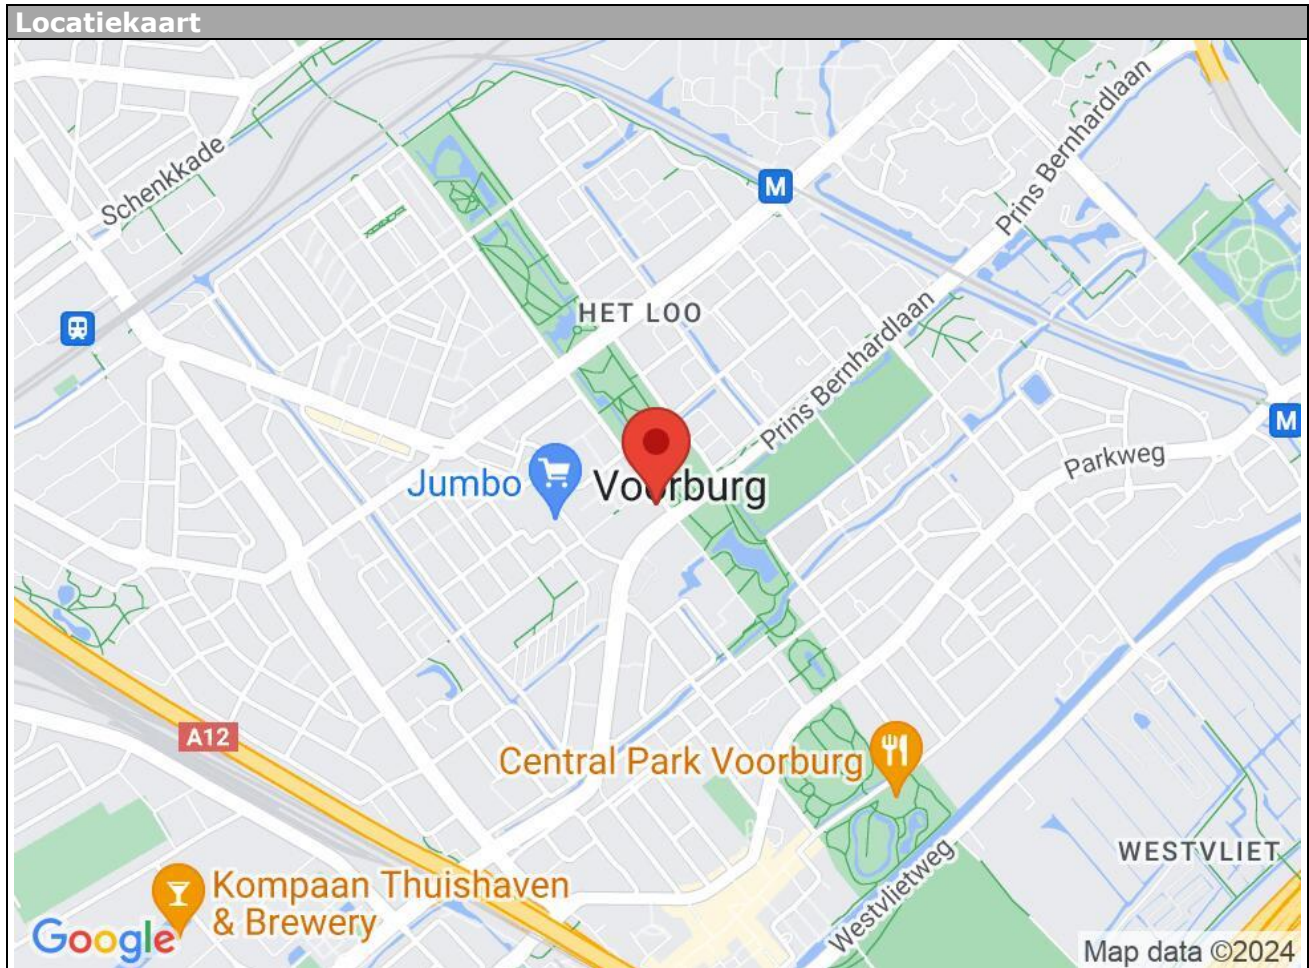 Locatiekaart
Schenkkade
M
Prins Bernhardlaan
HET LOO
Prins Bernhardlaan
M
Parkweg
Jumbo
Voorburg
A12
Central Park Voorburg
WESTVLIET
Westvlietweg
Kompaan Thuishaven
& Brewery
Google
Map data ©2024